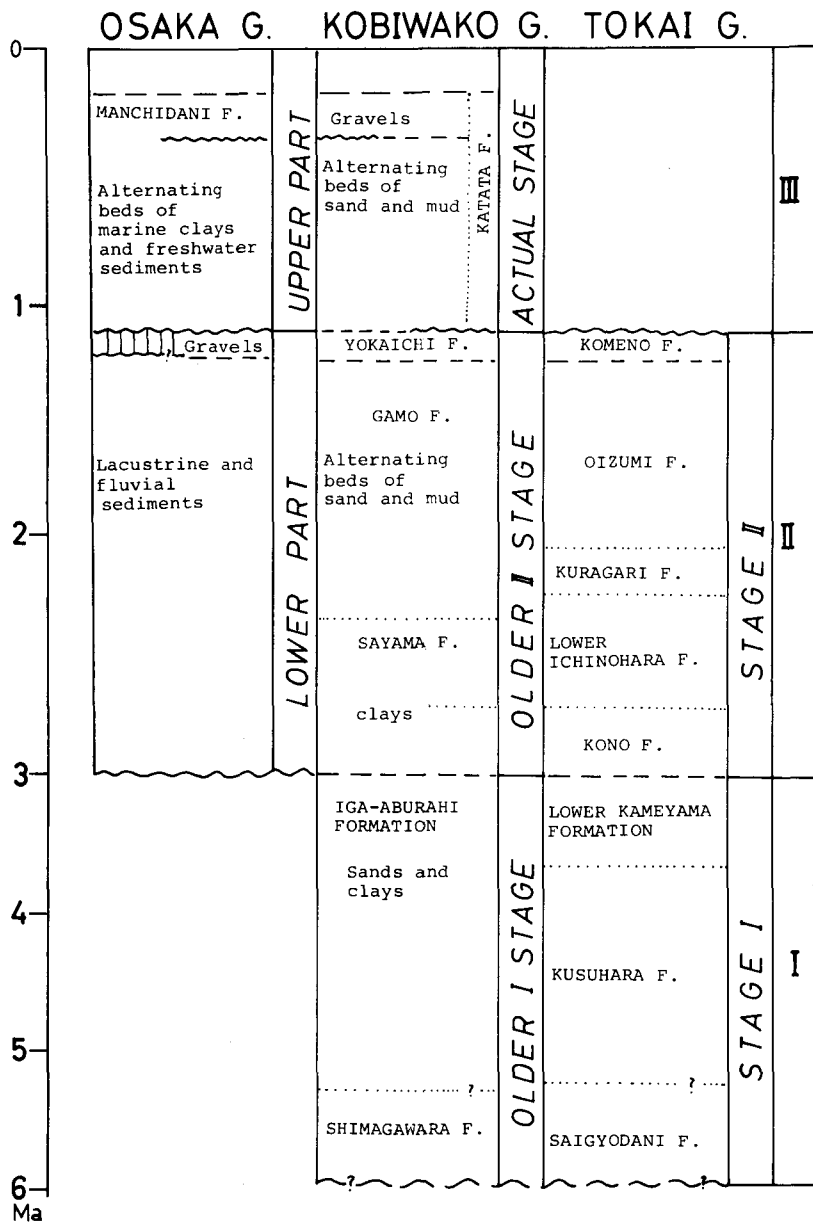 OSAKA G. KOBIWAKO G. TOKAI G.
0
MANCHIDANI F.
Alternating
beds of
marine clays
and freshwater
sediments
UPPER PART
Gravels
Alternating
beds of
sand and mud
KATATA F.
ACTUAL STAGE
III
1
Gravels
YOKAICHI F.
KOMENO F.
Lacustrine and
fluvial
sediments
LOWER PART
GAMO F.
Alternating
beds of
sand and mud
SAYAMA F.
clays
OLDER II STAGE
OIZUMI F.
KURAGARI F.
LOWER
ICHINOHARA F.
KONO F.
STAGE II
II
2
3
IGA-ABURAHI
FORMATION
Sands and
clays
?
SHIMAGAWARA F.
?
OLDER I STAGE
LOWER KAMEYAMA
FORMATION
KUSUHARA F.
?
SAIGYODANI F.
?
STAGE I
I
4
5
6
Ma